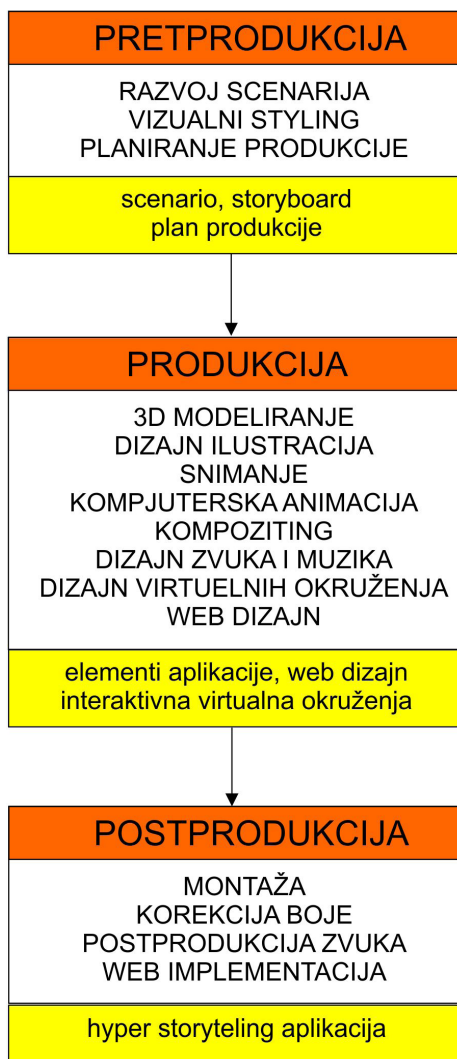 PRETPRODUKCIJA
RAZVOJ SCENARIJA
VIZUALNI STYLING
PLANIRANJE PRODUKCIJE
scenario, storyboard
plan produkcije
PRODUKCIJA
3D MODELIRANJE
DIZAJN ILUSTRACIJA
SNIMANJE
KOMPJUTERSKA ANIMACIJA
KOMPOZITING
DIZAJN ZVUKA I MUZIKA
DIZAJN VIRTUELNIH OKRUŽENJA
WEB DIZAJN
elementi aplikacije, web dizajn
interaktivna virtualna okruženja
POSTPRODUKCIJA
MONTAŽA
KOREKCIJA BOJE
POSTPRODUKCIJA ZVUKA
WEB IMPLEMENTACIJA
hyper storyteling aplikacija